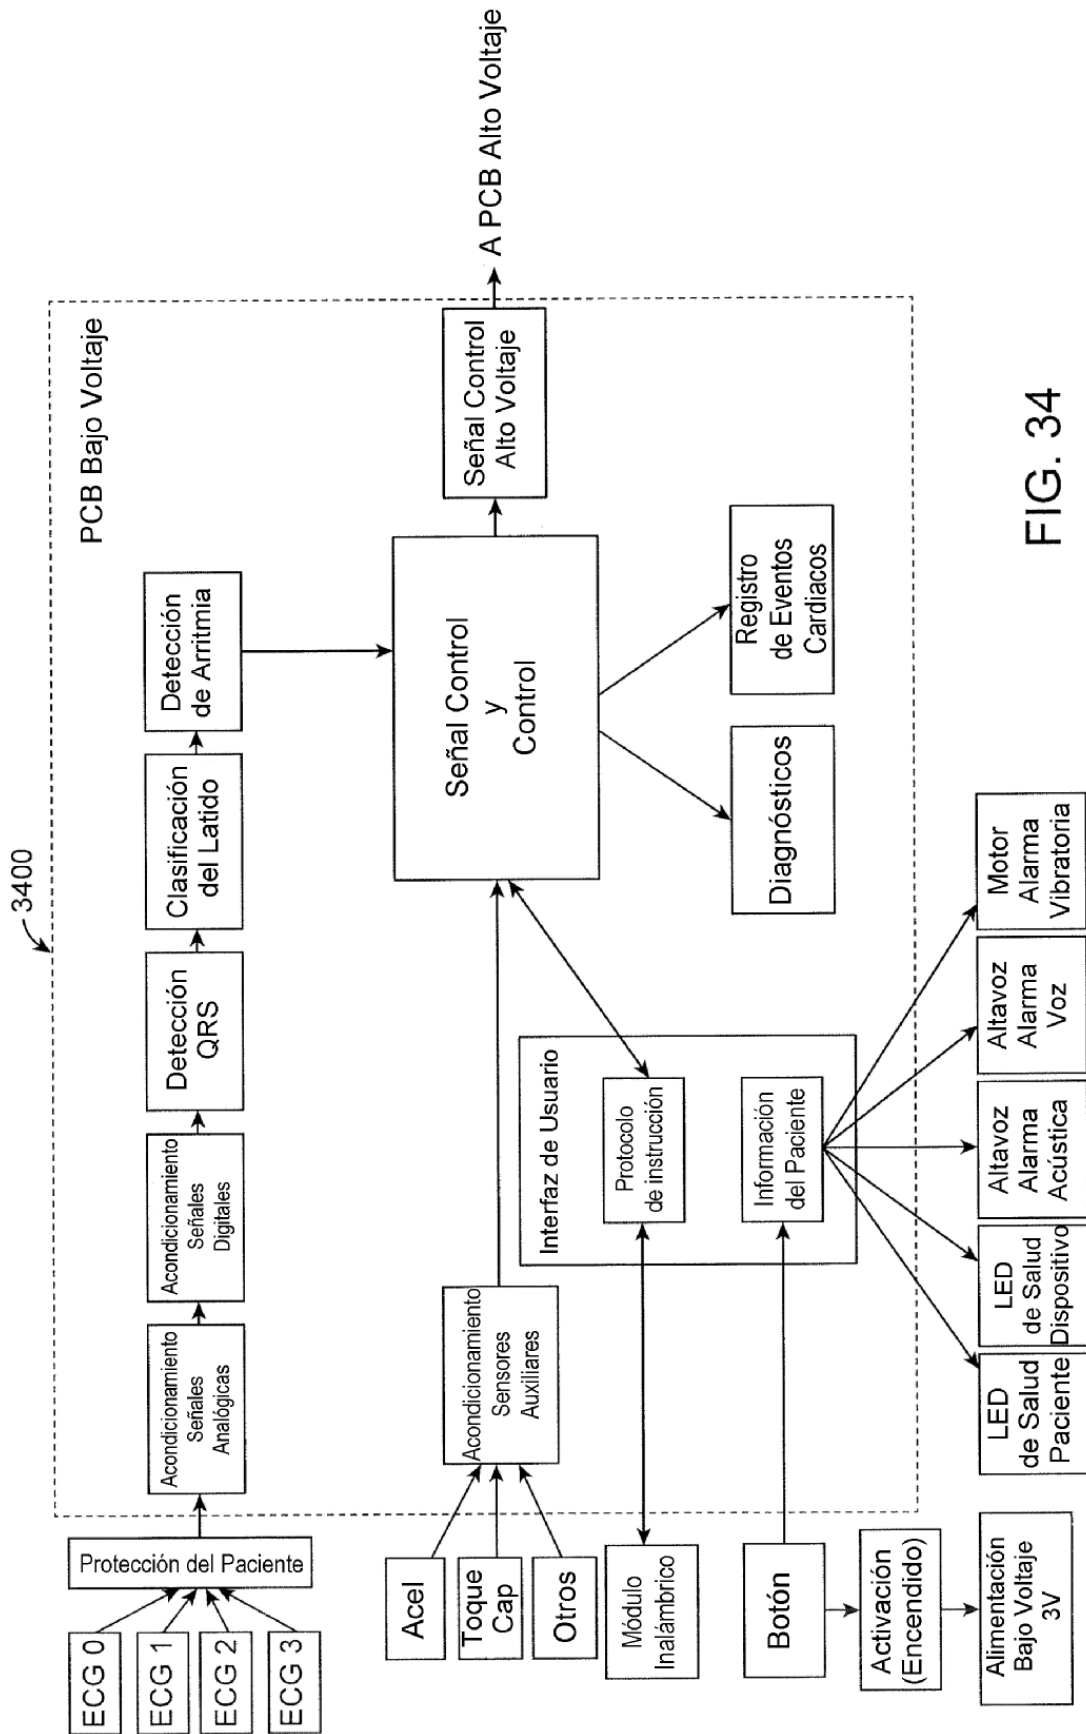 3400
PCB Bajo Voltaje
ECG 0
ECG 1
ECG 2
ECG 3
Protección del Paciente
Acondicionamiento
Señales
Analógicas
Acondicionamiento
Señales
Digitales
Detección
QRS
Clasificación
del Latido
Detección
de Arritmia
Acel
Toque
Cap
Otros
Acondicionamiento
Sensores
Auxiliares
Señal Control
y
Control
Señal Control
Alto Voltaje
A PCB Alto Voltaje
Módulo
Inalámbrico
Interfaz de Usuario
Protocolo
de instrucción
Información
del Paciente
Diagnósticos
Registro
de Eventos
Cardiacos
Botón
Activación
(Encendido)
Alimentación
Bajo Voltaje
3V
LED
de Salud
Paciente
LED
de Salud
Dispositivo
Altavoz
Alarma
Acústica
Altavoz
Alarma
Voz
Motor
Alarma
Vibratoria
FIG. 34